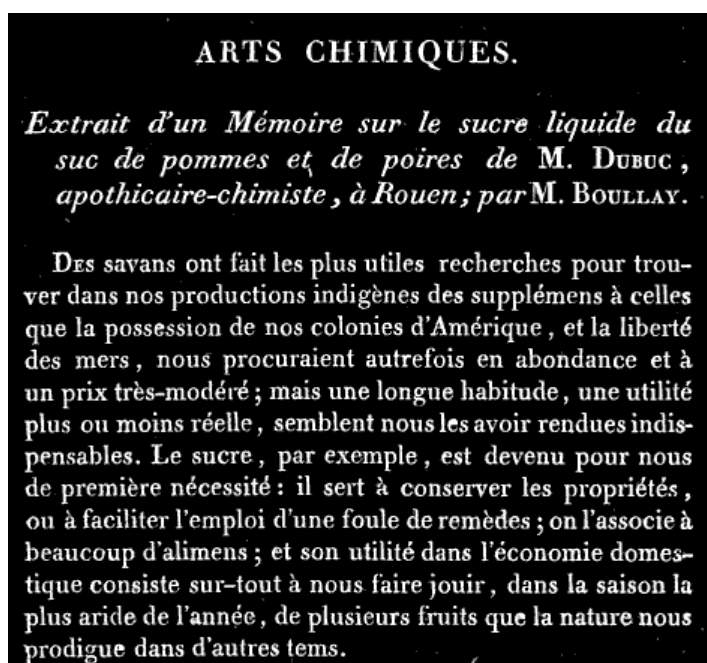 ARTS CHIMIQUES.
Extrait d'un Mémoire sur le sucre liquide du
suc de pommes et de poires de M. DUBUC,
apothicaire-chimiste, à Rouen; par M. BOULLAY.
DES savans ont fait les plus utiles recherches pour trou-
ver dans nos productions indigènes des supplémens à celles
que la possession de nos colonies d'Amérique, et la liberté
des mers, nous procuraient autrefois en abondance et à
un prix très-modéré; mais une longue habitude, une utilité
plus ou moins réelle, semblent nous les avoir rendues indis-
pensables. Le sucre, par exemple, est devenu pour nous
de première nécessité: il sert à conserver les propriétés,
ou à faciliter l'emploi d'une foule de remèdes; on l'associe à
beaucoup d'alimens; et son utilité dans l'économie domes-
tique consiste sur-tout à nous faire jouir, dans la saison la
plus aride de l'année, de plusieurs fruits que la nature nous
prodigue dans d'autres tems.